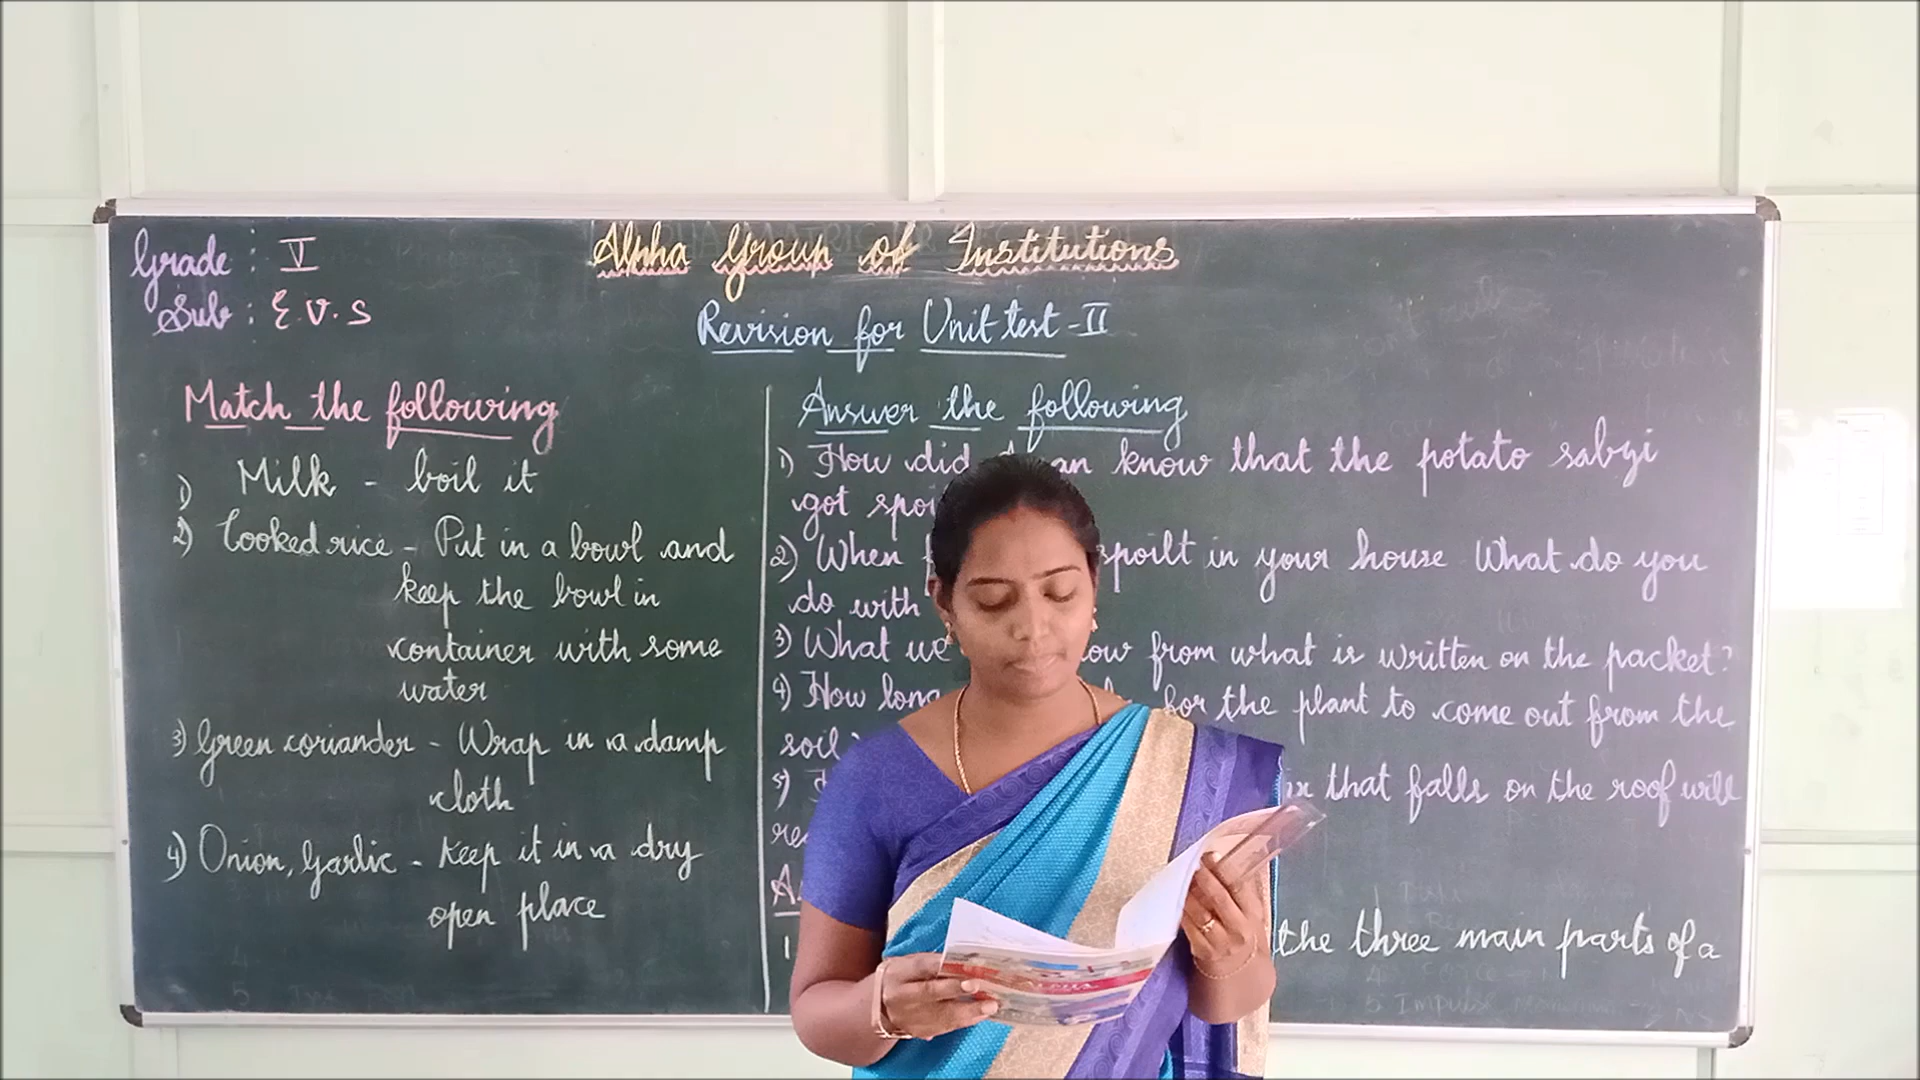 Alpha Group of Institutions
Grade : V
Sub : E.V.S
Revision for Unit test - II
Match the following
1) Milk - boil it
2) Cooked rice - Put in a bowl and
keep the bowl in
container with some
water
3) Green coriander - Wrap in a damp
cloth
4) Onion, Garlic - Keep it in a dry
open place
Answer the following
1) How did know that the potato sabzi
got
2) When spoilt in your house What do you
do with
3) What we from what is written on the packet?
4) How long for the plant to come out from the
soil
5) that falls on the roof will
1
the three main parts of a
5 Impulse